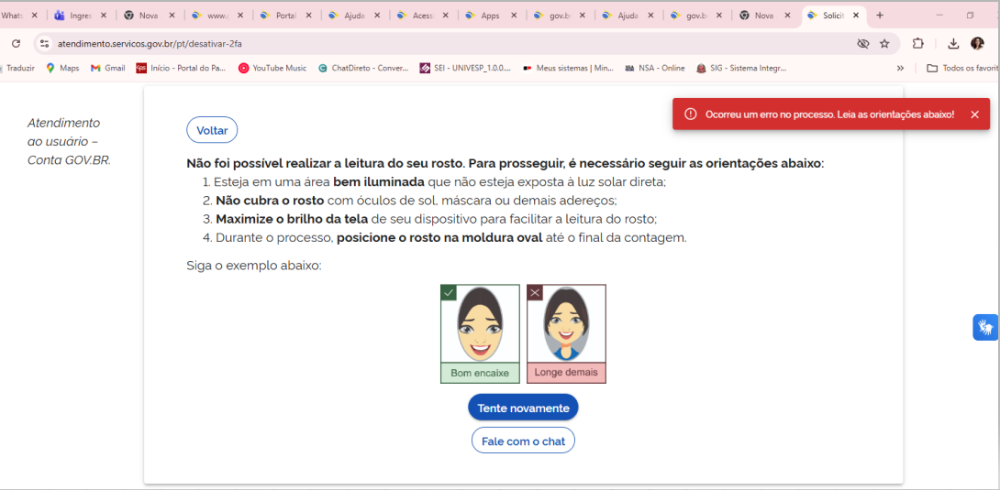 Whats
Ingres
Nova
www.
Portal
Ajuda
Acess
Apps
gov.b
Ajuda
gov.b
Nova
Solicit
atendimento.servicos.gov.br/pt/desativar-2fa
Traduzir
Maps
Gmail
Início - Portal do Pa...
YouTube Music
ChatDireto - Conver...
SEI - UNIVESP_1.0.0....
Meus sistemas | Min...
NSA - Online
SIG - Sistema Integr...
Todos os favorit
Ocorreu um erro no processo. Leia as orientações abaixo!
Atendimento
ao usuário –
Conta GOV.BR.
Voltar
Não foi possível realizar a leitura do seu rosto. Para prosseguir, é necessário seguir as orientações abaixo:
1. Esteja em uma área bem iluminada que não esteja exposta à luz solar direta;
2. Não cubra o rosto com óculos de sol, máscara ou demais adereços;
3. Maximize o brilho da tela de seu dispositivo para facilitar a leitura do rosto;
4. Durante o processo, posicione o rosto na moldura oval até o final da contagem.
Siga o exemplo abaixo:
Bom encaixe
Longe demais
Tente novamente
Fale com o chat